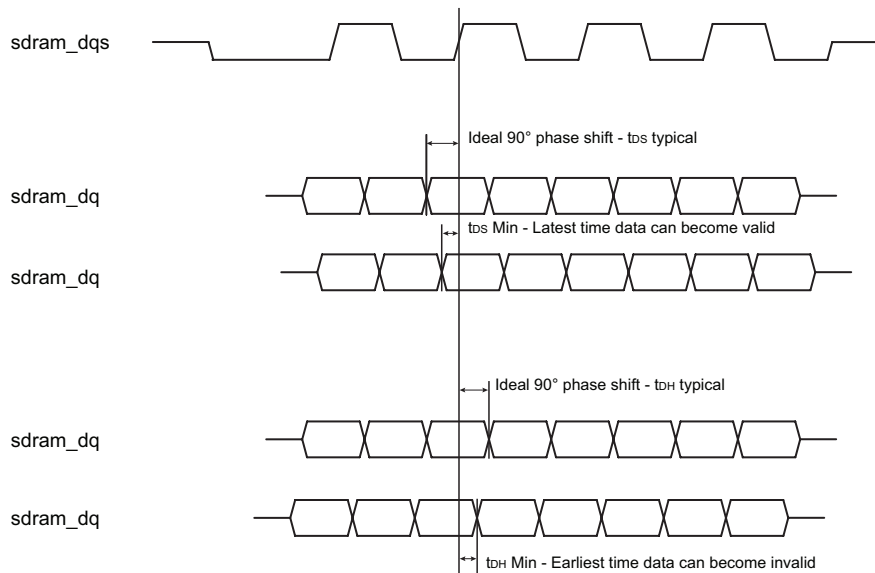 sdram_dqs
Ideal 90° phase shift - tDS typical
sdram_dq
tDS Min - Latest time data can become valid
sdram_dq
Ideal 90° phase shift - tDH typical
sdram_dq
sdram_dq
tDH Min - Earliest time data can become invalid